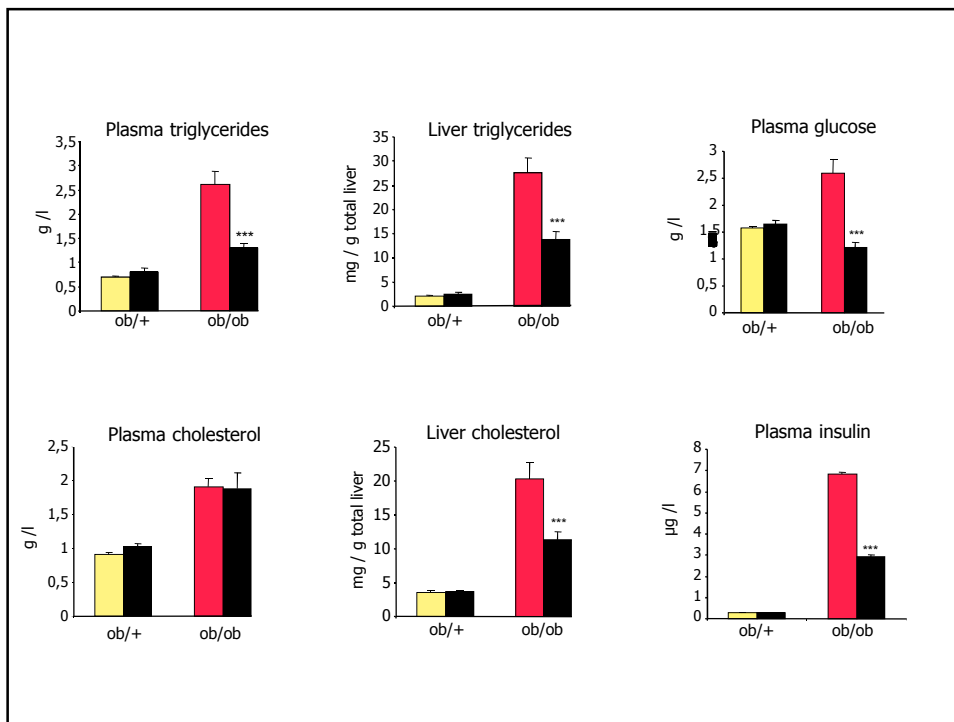 Plasma triglycerides
g /l
3,5
3
2,5
2
1,5
1
0,5
0
***
ob/+ ob/ob
Liver triglycerides
mg / g total liver
35
30
25
20
15
10
5
0
***
ob/+ ob/ob
Plasma glucose
g /l
3
2,5
2
1,5
1
0,5
0
***
ob/+ ob/ob
Plasma cholesterol
g /l
2,5
2
1,5
1
0,5
0
ob/+ ob/ob
Liver cholesterol
mg / g total liver
25
20
15
10
5
0
***
ob/+ ob/ob
Plasma insulin
µg /l
8
7
6
5
4
3
2
1
0
***
ob/+ ob/ob